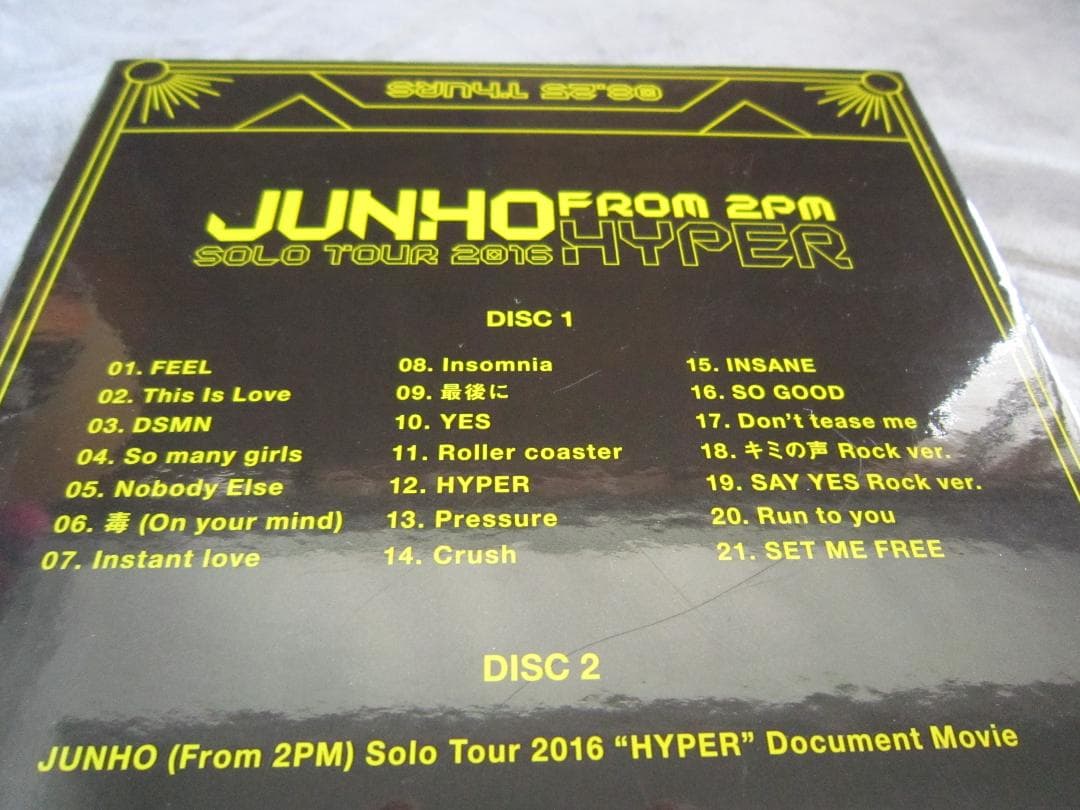 08.25 THURS
JUNHO FROM 2PM
SOLO TOUR 2016 HYPER
DISC 1
01. FEEL
02. This Is Love
03. DSMN
04. So many girls
05. Nobody Else
06. 毒 (On your mind)
07. Instant love
08. Insomnia
09. 最後に
10. YES
11. Roller coaster
12. HYPER
13. Pressure
14. Crush
15. INSANE
16. SO GOOD
17. Don't tease me
18. キミの声 Rock ver.
19. SAY YES Rock ver.
20. Run to you
21. SET ME FREE
DISC 2
JUNHO (From 2PM) Solo Tour 2016 “HYPER” Document Movie